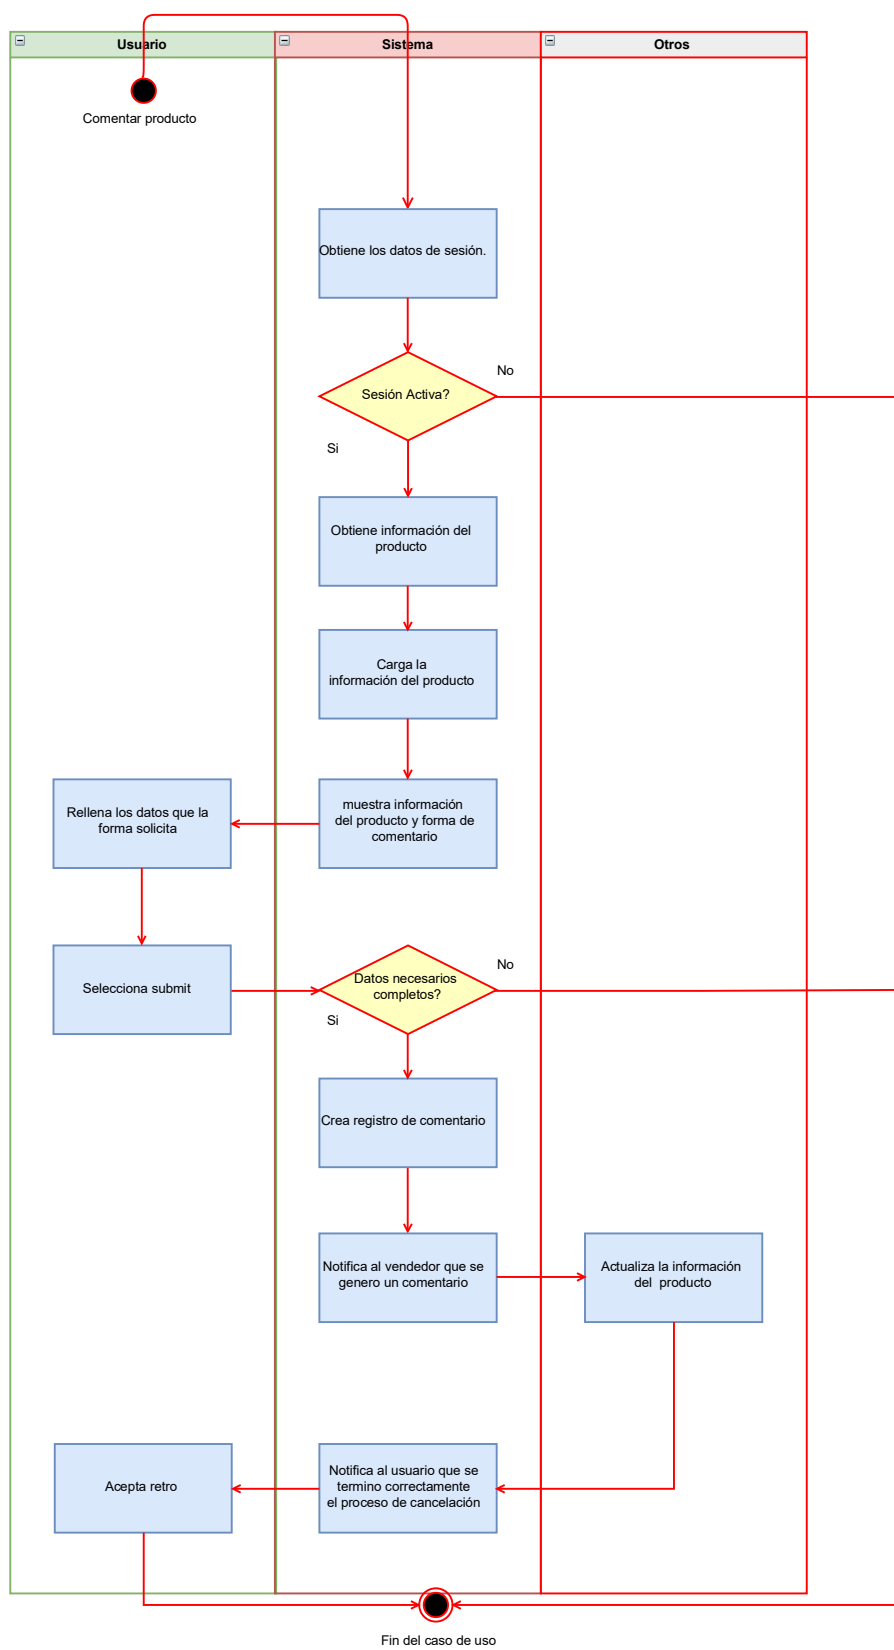 Usuario
Sistema
Otros
Comentar producto
Obtiene los datos de sesión.
No
Sesión Activa?
Si
Obtiene información del
producto
Carga la
información del producto
Rellena los datos que la
forma solicita
muestra información
del producto y forma de
comentario
Selecciona submit
Datos necesarios
completos?
No
Si
Crea registro de comentario
Notifica al vendedor que se
genero un comentario
Actualiza la información
del producto
Acepta retro
Notifica al usuario que se
termino correctamente
el proceso de cancelación
Fin del caso de uso